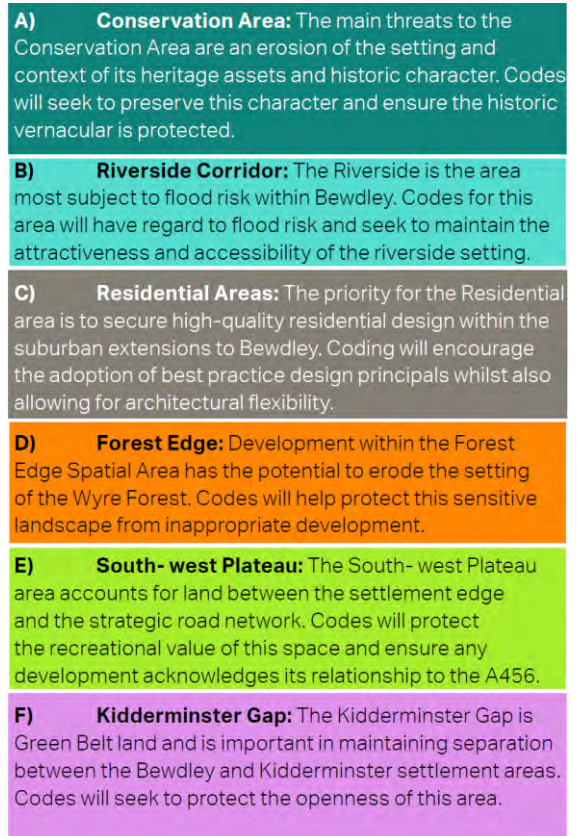 A) Conservation Area: The main threats to the
Conservation Area are an erosion of the setting and
context of its heritage assets and historic character. Codes
will seek to preserve this character and ensure the historic
vernacular is protected.
B) Riverside Corridor: The Riverside is the area
most subject to flood risk within Bewdley. Codes for this
area will have regard to flood risk and seek to maintain the
attractiveness and accessibility of the riverside setting.
C) Residential Areas: The priority for the Residential
area is to secure high-quality residential design within the
suburban extensions to Bewdley. Coding will encourage
the adoption of best practice design principals whilst also
allowing for architectural flexibility.
D) Forest Edge: Development within the Forest
Edge Spatial Area has the potential to erode the setting
of the Wyre Forest. Codes will help protect this sensitive
landscape from inappropriate development.
E) South- west Plateau: The South- west Plateau
area accounts for land between the settlement edge
and the strategic road network. Codes will protect
the recreational value of this space and ensure any
development acknowledges its relationship to the A456.
F) Kidderminster Gap: The Kidderminster Gap is
Green Belt land and is important in maintaining separation
between the Bewdley and Kidderminster settlement areas.
Codes will seek to protect the openness of this area.